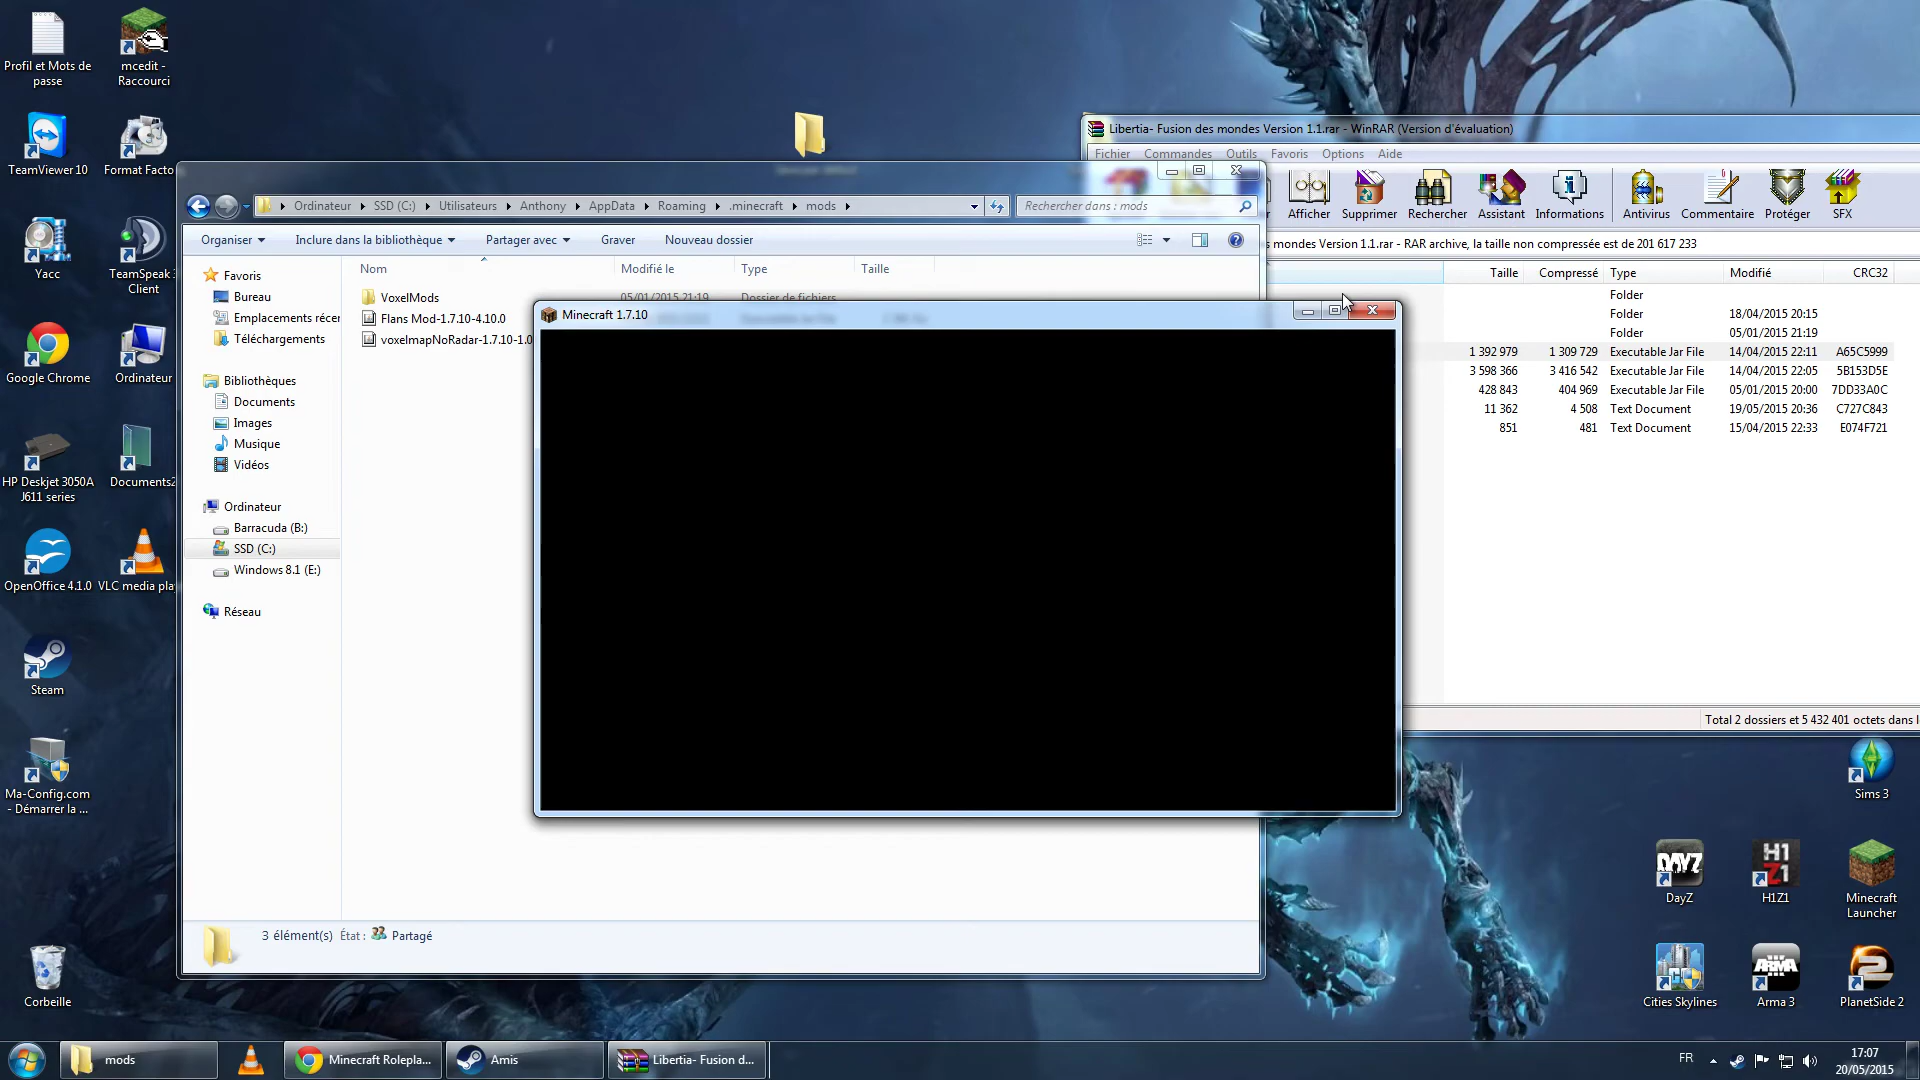 Profil et Mots de
passe
mcedit -
Raccourci
TeamViewer 10
Format Facto
Yacc
TeamSpeak 3
Client
Google Chrome
Ordinateur
HP Deskjet 3050A
J611 series
Documents2
OpenOffice 4.1.0
VLC media pla
Steam
Ma-Config.com
- Démarrer la ...
Corbeille
Ordinateur
SSD (C:)
Utilisateurs
Anthony
AppData
Roaming
.minecraft
mods
Rechercher dans : mods
Organiser
Inclure dans la bibliothèque
Partager avec
Graver
Nouveau dossier
Favoris
Bureau
Emplacements récer
Téléchargements
Bibliothèques
Documents
Images
Musique
Vidéos
Ordinateur
Barracuda (B:)
SSD (C:)
Windows 8.1 (E:)
Réseau
Nom
Modifié le
Type
Taille
VoxelMods
05/01/2015 21:19
Dossier de fichiers
Flans Mod-1.7.10-4.10.0
voxelmapNoRadar-1.7.10-1.0
3 élément(s)
État :
Partagé
Minecraft 1.7.10
Libertia- Fusion des mondes Version 1.1.rar - WinRAR (Version d'évaluation)
Fichier
Commandes
Outils
Favoris
Options
Aide
Afficher
Supprimer
Rechercher
Assistant
Informations
Antivirus
Commentaire
Protéger
SFX
s mondes Version 1.1.rar - RAR archive, la taille non compressée est de 201 617 233
Taille
Compressé
Type
Modifié
CRC32
Folder
Folder 18/04/2015 20:15
Folder 05/01/2015 21:19
1 392 979 1 309 729 Executable Jar File 14/04/2015 22:11 A65C5999
3 598 366 3 416 542 Executable Jar File 14/04/2015 22:05 5B153D5E
428 843 404 969 Executable Jar File 05/01/2015 20:00 7DD33A0C
11 362 4 508 Text Document 19/05/2015 20:36 C727C843
851 481 Text Document 15/04/2015 22:33 E074F721
Total 2 dossiers et 5 432 401 octets dans l
Sims 3
DAYZ
DayZ
H1Z1
H1Z1
Minecraft
Launcher
Cities Skylines
ARMA
Arma 3
2
PlanetSide 2
mods
Minecraft Rolepla...
Amis
Libertia- Fusion d...
FR
17:07
20/05/2015